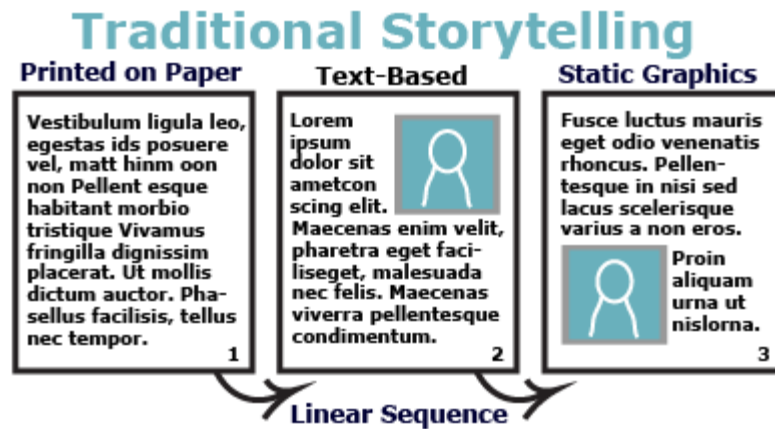 Traditional Storytelling
Printed on Paper
Text-Based
Static Graphics
Vestibulum ligula leo,
egestas ids posuere
vel, matt hinm oon
non Pellent esque
habitant morbio
tristique Vivamus
fringilla dignissim
placerat. Ut mollis
dictum auctor. Pha-
sellus facilisis, tellus
nec tempor.
1
Lorem
ipsum
dolor sit
ametcon
scing elit.
Maecenas enim velit,
pharetra eget faci-
liseget, malesuada
nec felis. Maecenas
viverra pellentesque
condimentum.
2
Fusce luctus mauris
eget odio venenatis
rhoncus. Pellen-
tesque in nisi sed
lacus scelerisque
varius a non eros.
Proin
aliquam
urna ut
nislorna.
3
Linear Sequence